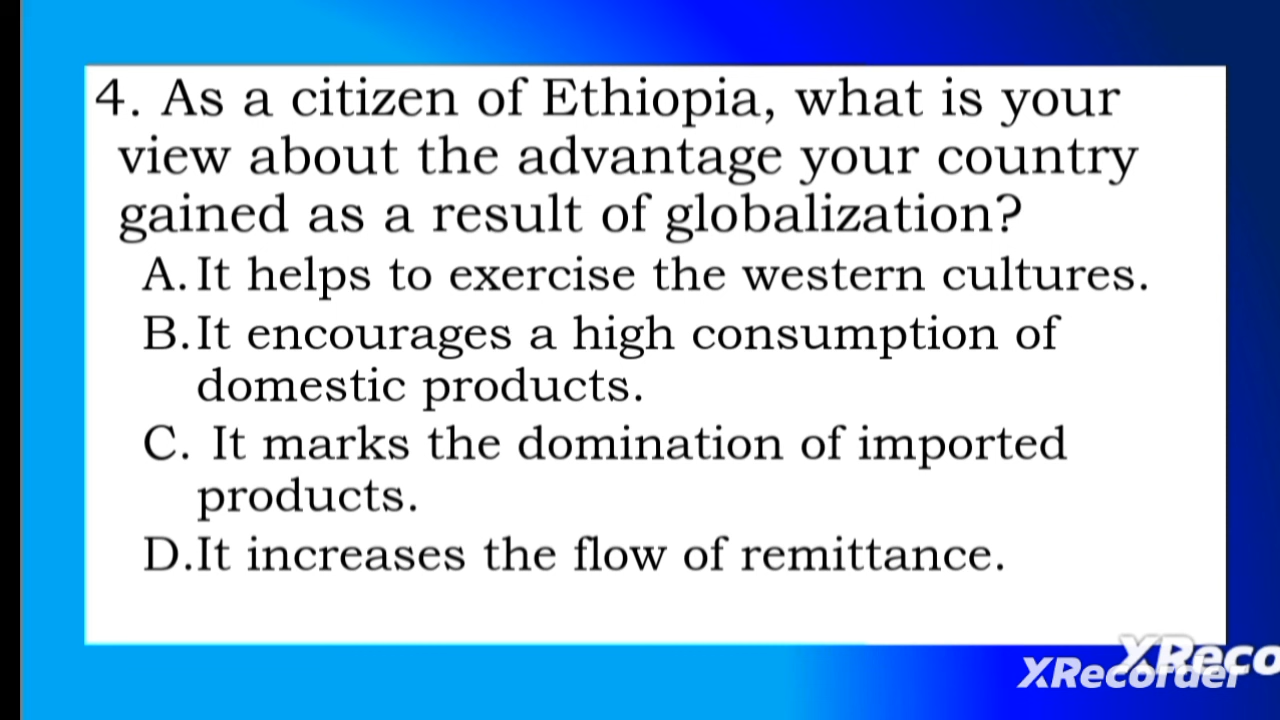 4. As a citizen of Ethiopia, what is your
view about the advantage your country
gained as a result of globalization?
A. It helps to exercise the western cultures.
B.It encourages a high consumption of
domestic products.
C. It marks the domination of imported
products.
D.It increases the flow of remittance.
XReco
XRecorder